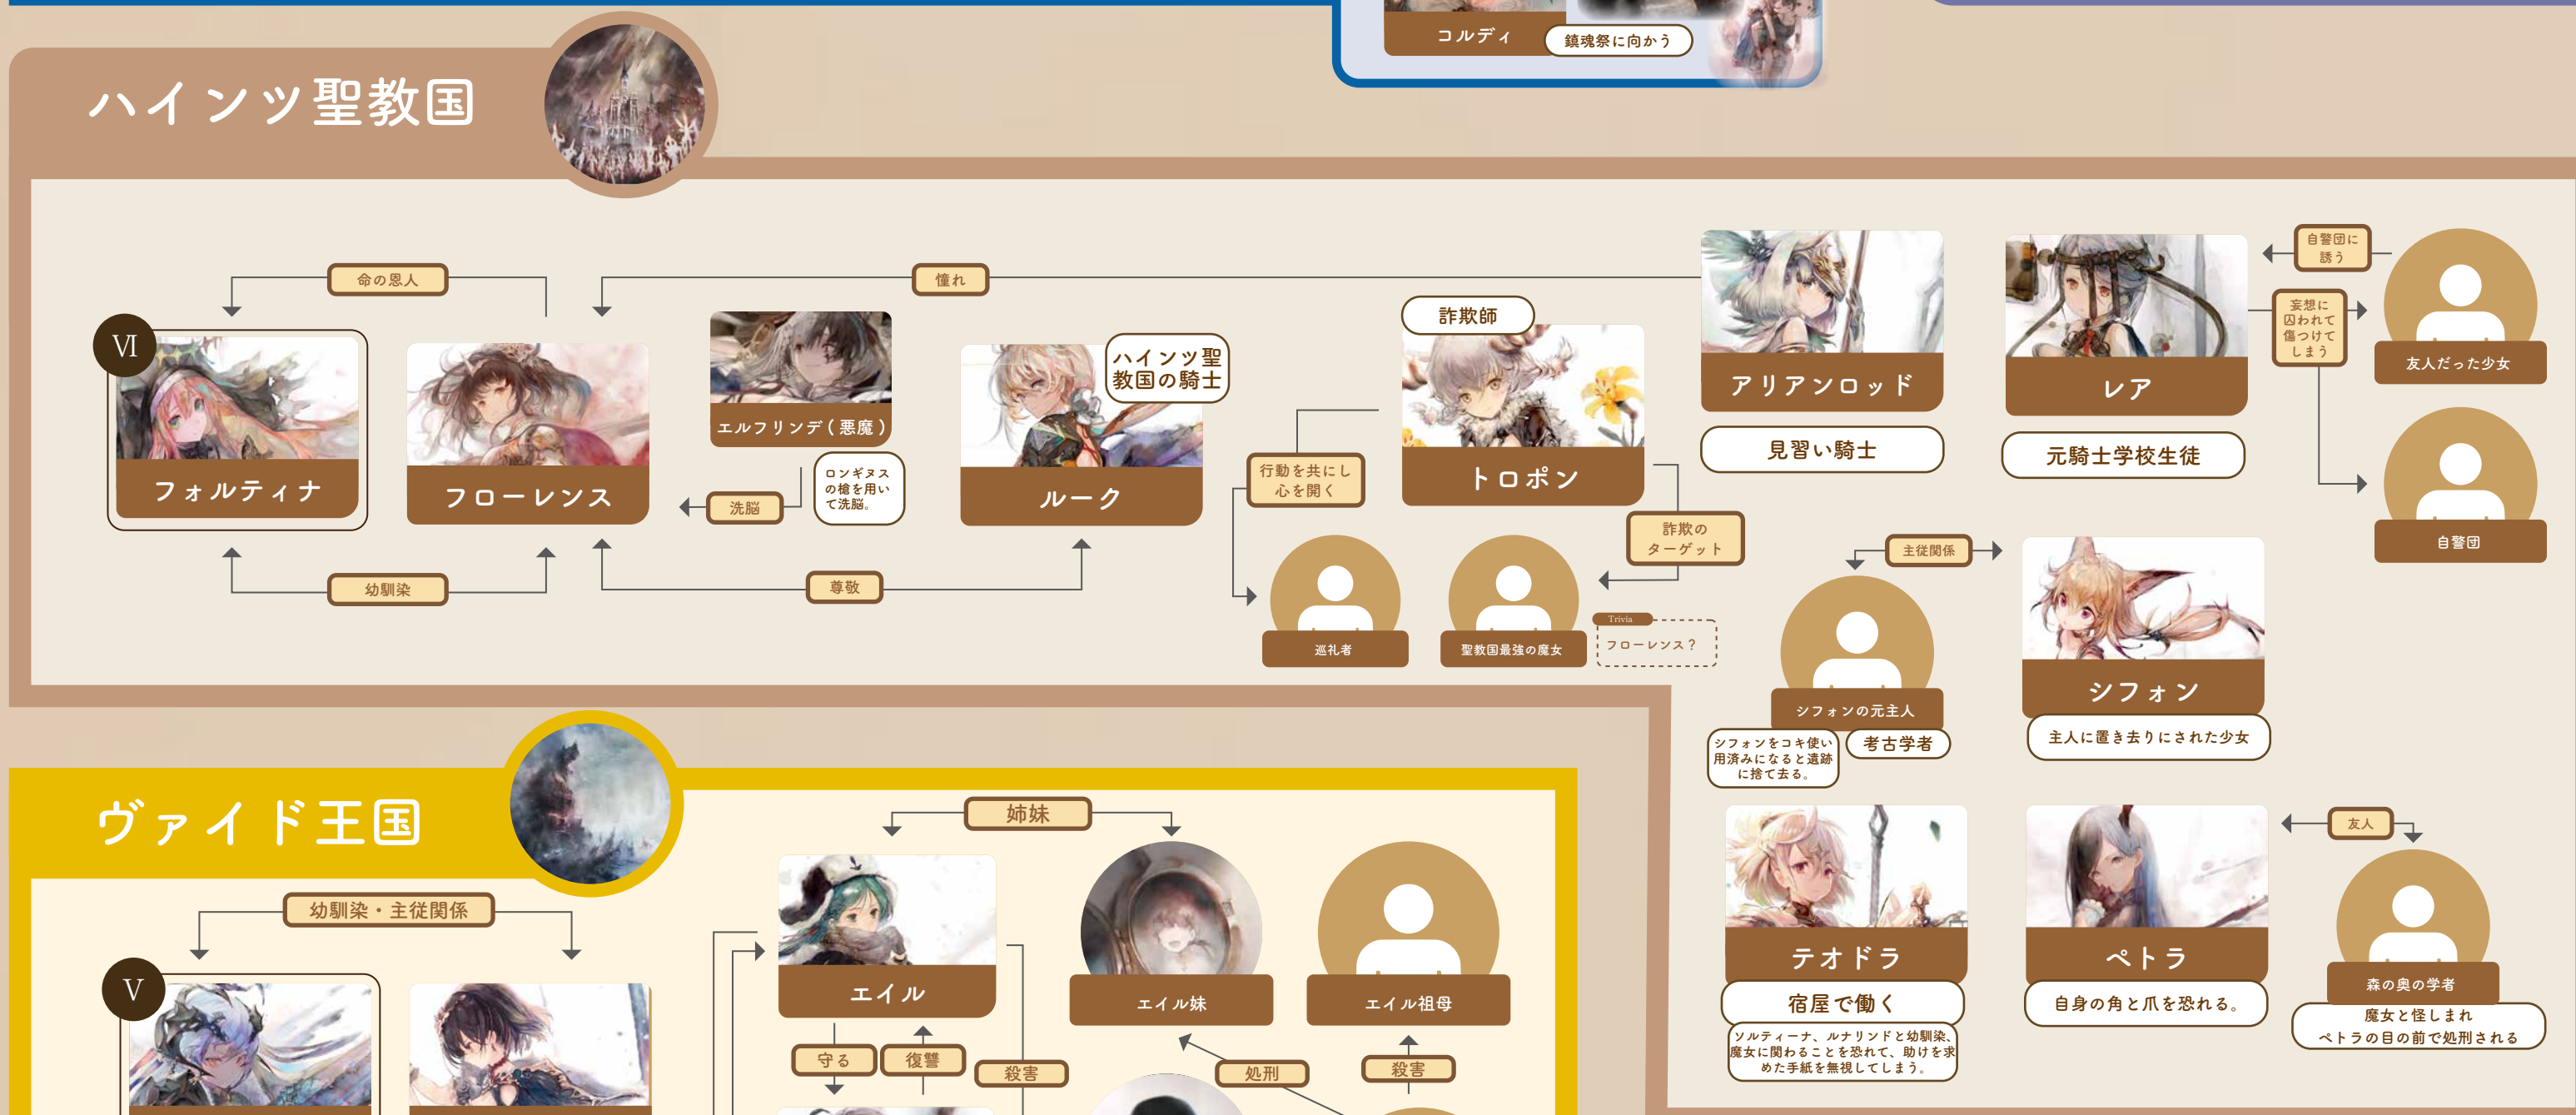 コルディ
鎮魂祭に向かう
ハインツ聖教国
命の恩人
憧れ
自警団に
誘う
妄想に
囚われて
傷つけて
しまう
友人だった少女
VI
フォルティナ
フローレンス
エルフリンデ(悪魔)
ロンギヌス
の槍を用い
て洗脳。
洗脳
ハインツ聖
教国の騎士
ルーク
詐欺師
トロポン
行動を共にし
心を開く
詐欺の
ターゲット
アリアンロッド
見習い騎士
レア
元騎士学校生徒
自警団
幼馴染
尊敬
巡礼者
聖教国最強の魔女
Trivia
フローレンス？
主従関係
シフォンの元主人
シフォンをコキ使い
用済みになると遺跡
に捨て去る。
考古学者
シフォン
主人に置き去りにされた少女
テオドラ
宿屋で働く
ソルティーナ、ルナリンドと幼馴染、
魔女に関わることを恐れて、助けを求
めた手紙を無視してしまう。
ペトラ
自身の角と爪を恐れる。
友人
森の奥の学者
魔女と怪しまれ
ペトラの目の前で処刑される
ヴァイド王国
幼馴染・主従関係
V
姉妹
エイル
エイル妹
エイル祖母
守る
復讐
殺害
処刑
殺害